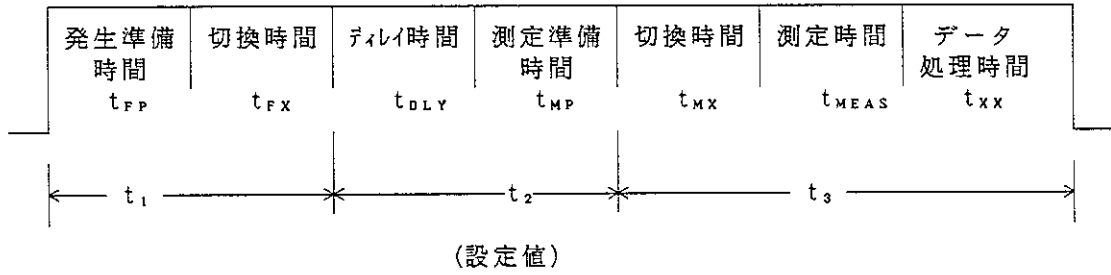 発生準備時間 切換時間 ディレイ時間 測定準備時間 切換時間 測定時間 データ処理時間
tFP tFX tDLY tMP tMX tMEAS tXX
t1 t2 t3
(設定値)